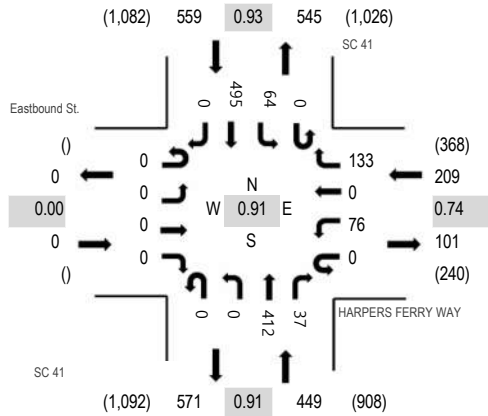 (1,082) 559 0.93 545 (1,026)
SC 41
0 495 64 0
Eastbound St.
() 0 133 (368)
0 0 0 209
0.00 N 0.74
W 0.91 E
0 0 76 101
S
() 0 0 (240)
0 0 412 37
HARPERS FERRY WAY
SC 41
(1,092) 571 0.91 449 (908)